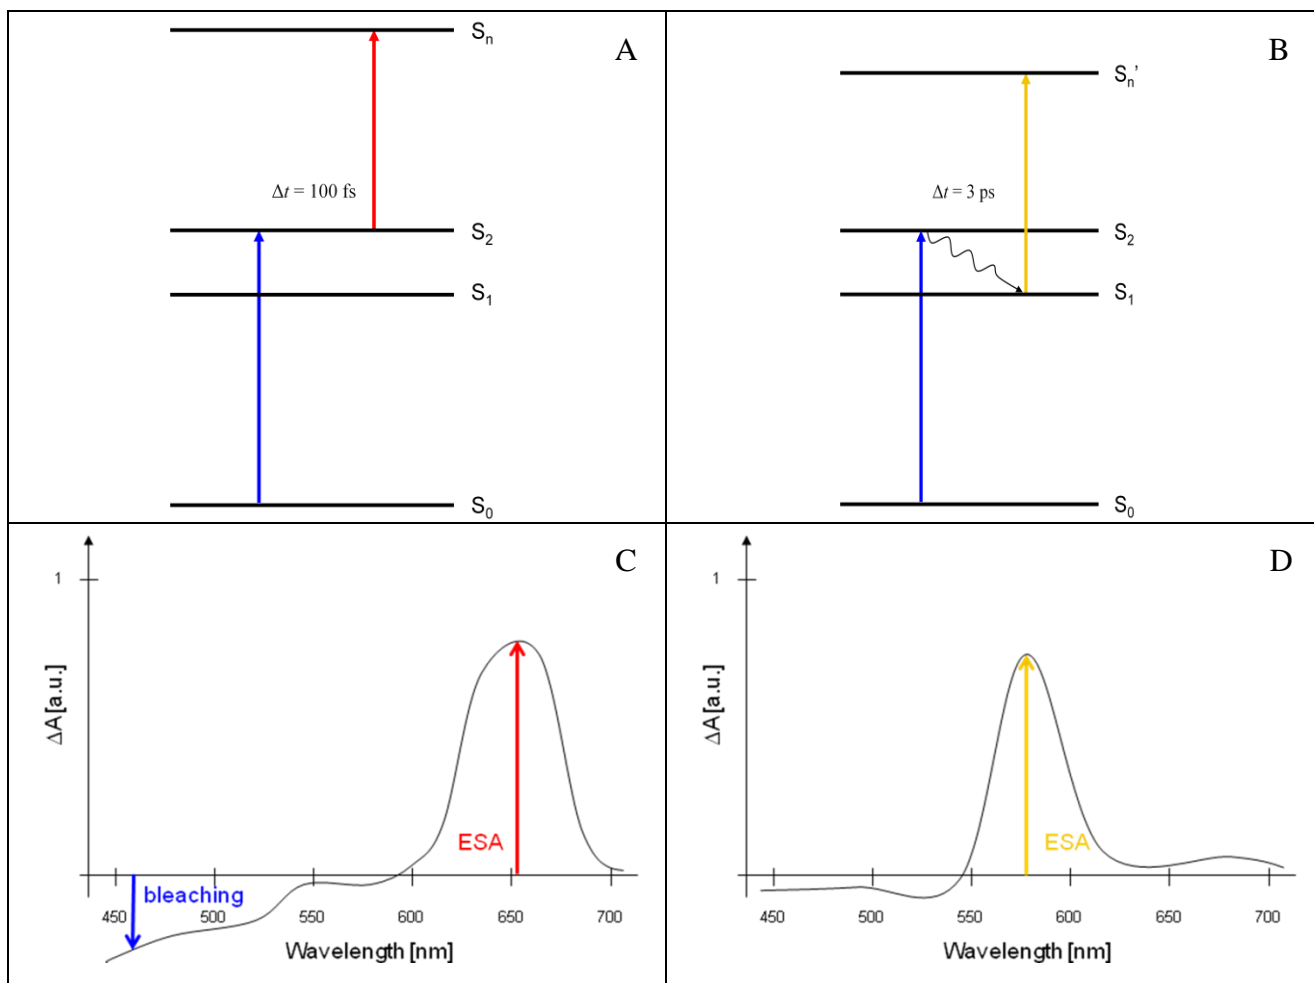 A
Sₙ
Δt = 100 fs
S₂
S₁
S₀
B
Sₙ’
Δt = 3 ps
S₂
S₁
S₀
C
1
ΔA[a.u.]
ESA
bleaching
450 500 550 600 650 700
Wavelength [nm]
D
1
ΔA[a.u.]
ESA
450 500 550 600 650 700
Wavelength [nm]